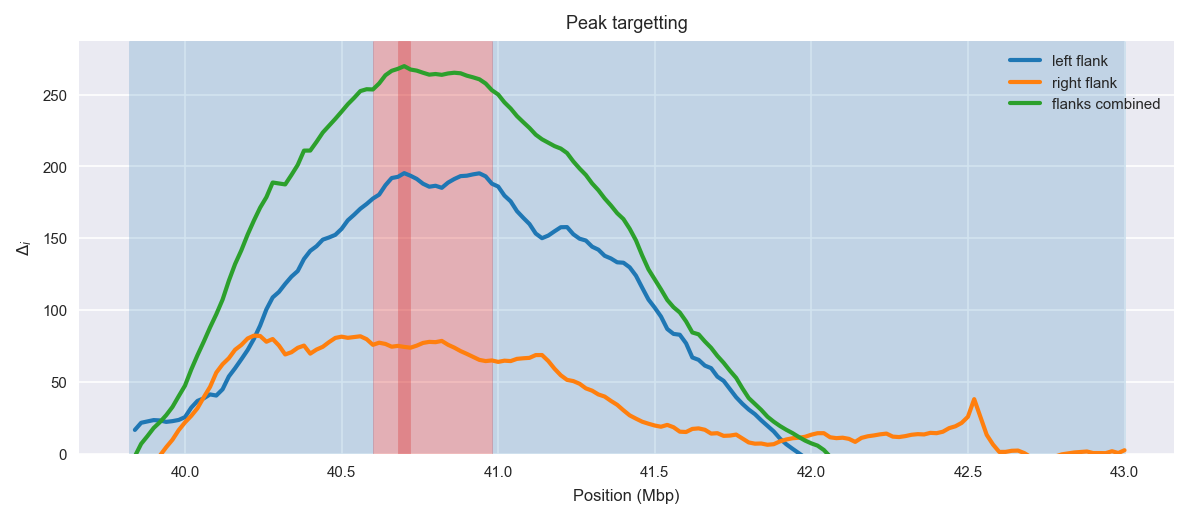 Peak targetting
left flank
right flank
flanks combined
250
200
150
100
50
0
Δi
40.0 40.5 41.0 41.5 42.0 42.5 43.0
Position (Mbp)